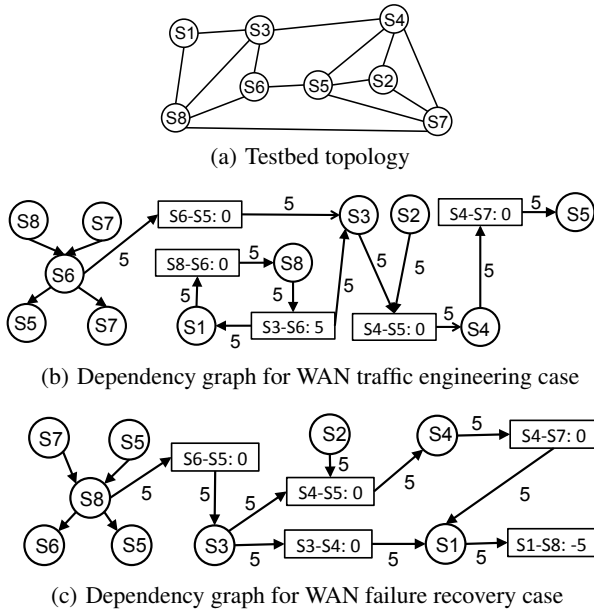 S1
S3
S4
S6
S5
S2
S8
S7
(a) Testbed topology
S8
S7
S6
S5
S7
5
S6-S5: 0
5
S3
S2
S4-S7: 0
5
S5
S8-S6: 0
5
S8
5
5
S1
5
S3-S6: 5
5
5
5
S4-S5: 0
5
S4
5
(b) Dependency graph for WAN traffic engineering case
S7
S5
S8
S6
S5
5
S6-S5: 0
5
S3
S2
5
5
S4-S5: 0
5
S4
5
S4-S7: 0
5
5
S3-S4: 0
5
S1
5
S1-S8: -5
(c) Dependency graph for WAN failure recovery case